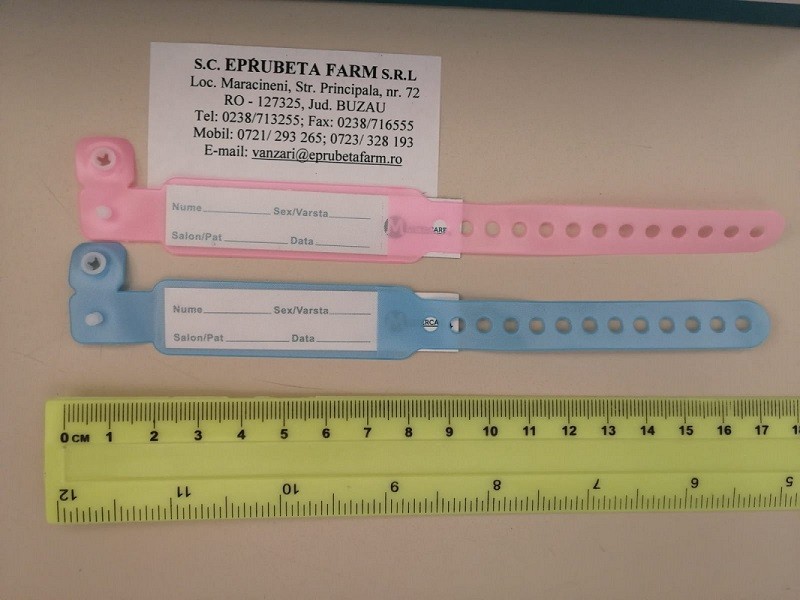 S.C. EPRUBETA FARM S.R.L
Loc. Maracineni, Str. Principala, nr. 72
RO - 127325, Jud. BUZAU
Tel: 0238/713255; Fax: 0238/716555
Mobil: 0721/ 293 265; 0723/ 328 193
E-mail: vanzari@eprubetafarm.ro
Nume Sex/Varsta
Salon/Pat Data
Nume Sex/Varsta
Salon/Pat Data
0 CM 1 2 3 4 5 6 7 8 9 10 11 12 13 14 15 16 17
12 11 10 9 8 7 6 5